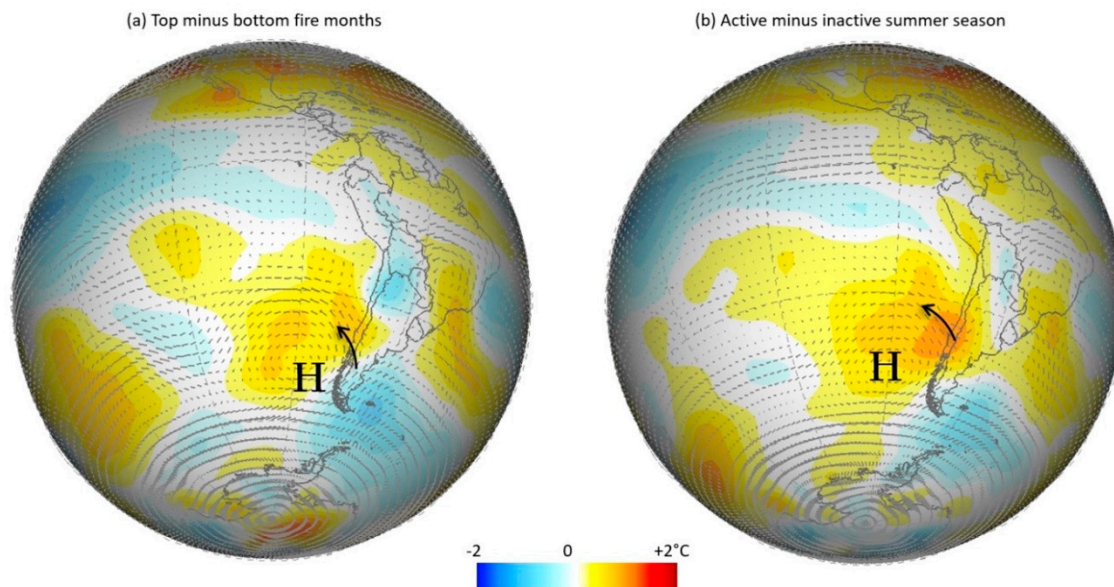 (a) Top minus bottom fire months
(b) Active minus inactive summer season
H
H
-2 0 +2°C